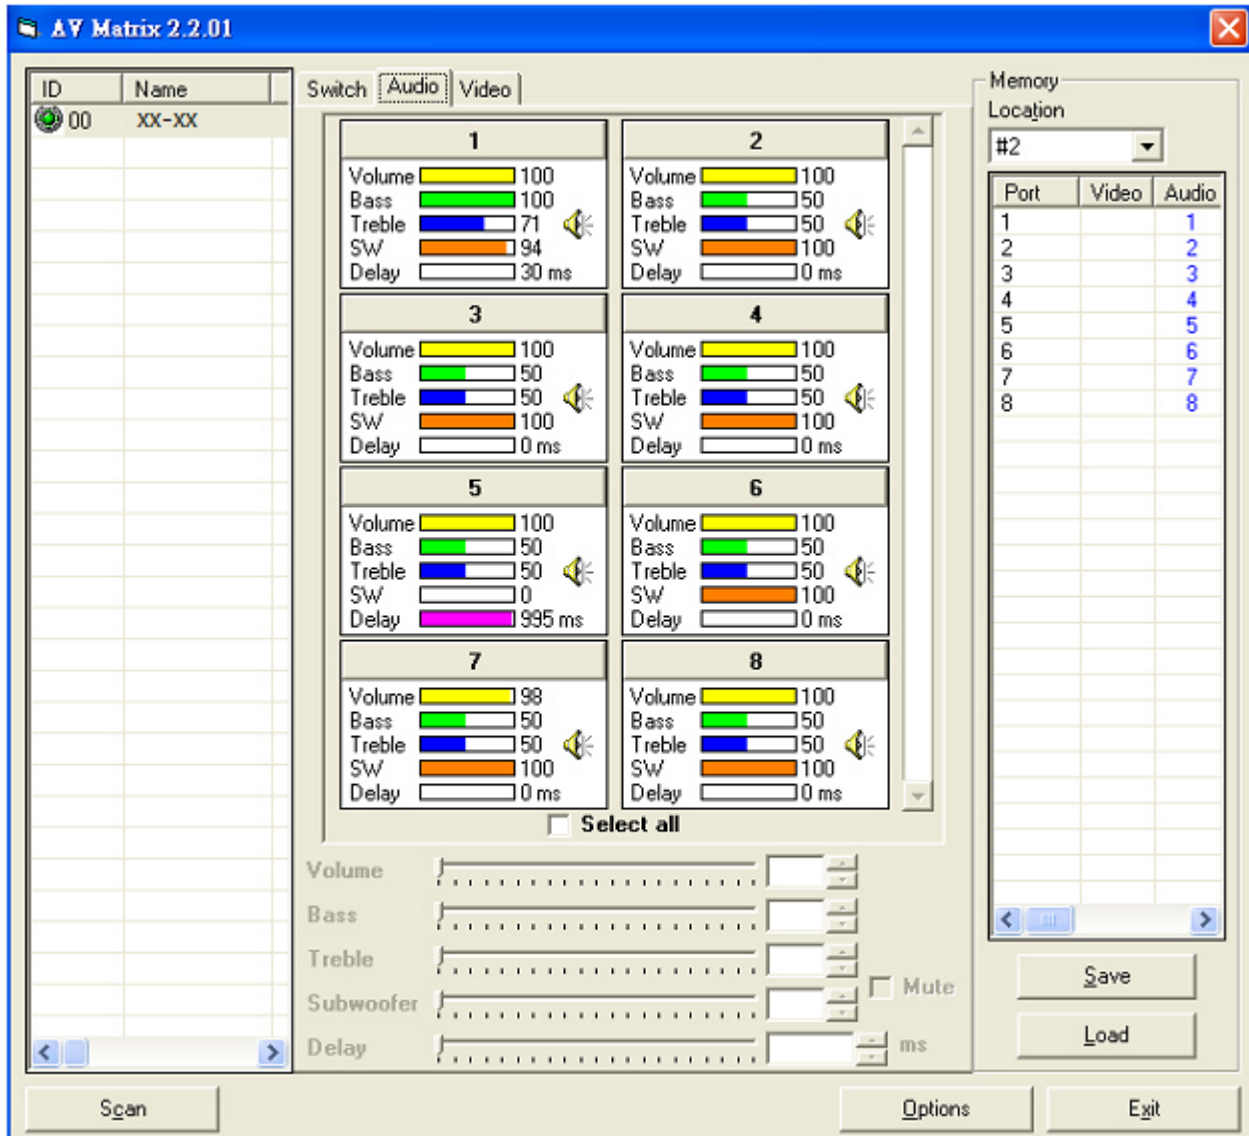 AV Matrix 2.2.01
ID Name
00 XX-XX
Switch Audio Video
1
Volume 100
Bass 100
Treble 71
SW 94
Delay 30 ms
2
Volume 100
Bass 50
Treble 50
SW 100
Delay 0 ms
3
Volume 100
Bass 50
Treble 50
SW 100
Delay 0 ms
4
Volume 100
Bass 50
Treble 50
SW 100
Delay 0 ms
5
Volume 100
Bass 50
Treble 50
SW 0
Delay 995 ms
6
Volume 100
Bass 50
Treble 50
SW 100
Delay 0 ms
7
Volume 98
Bass 50
Treble 50
SW 100
Delay 0 ms
8
Volume 100
Bass 50
Treble 50
SW 100
Delay 0 ms
Select all
Volume
Bass
Treble
Subwoofer
Mute
Delay ms
Memory
Location
#2
Port Video Audio
1 1
2 2
3 3
4 4
5 5
6 6
7 7
8 8
Save
Load
Scan
Options
Exit